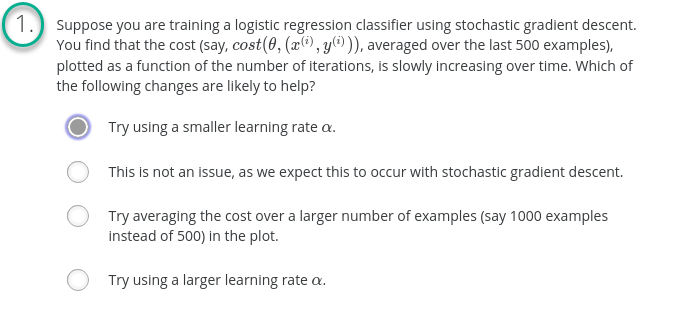 1.
Suppose you are training a logistic regression classifier using stochastic gradient descent.
You find that the cost (say, cost(θ, (x⁽ⁱ⁾, y⁽ⁱ⁾)), averaged over the last 500 examples),
plotted as a function of the number of iterations, is slowly increasing over time. Which of
the following changes are likely to help?
Try using a smaller learning rate α.
This is not an issue, as we expect this to occur with stochastic gradient descent.
Try averaging the cost over a larger number of examples (say 1000 examples
instead of 500) in the plot.
Try using a larger learning rate α.